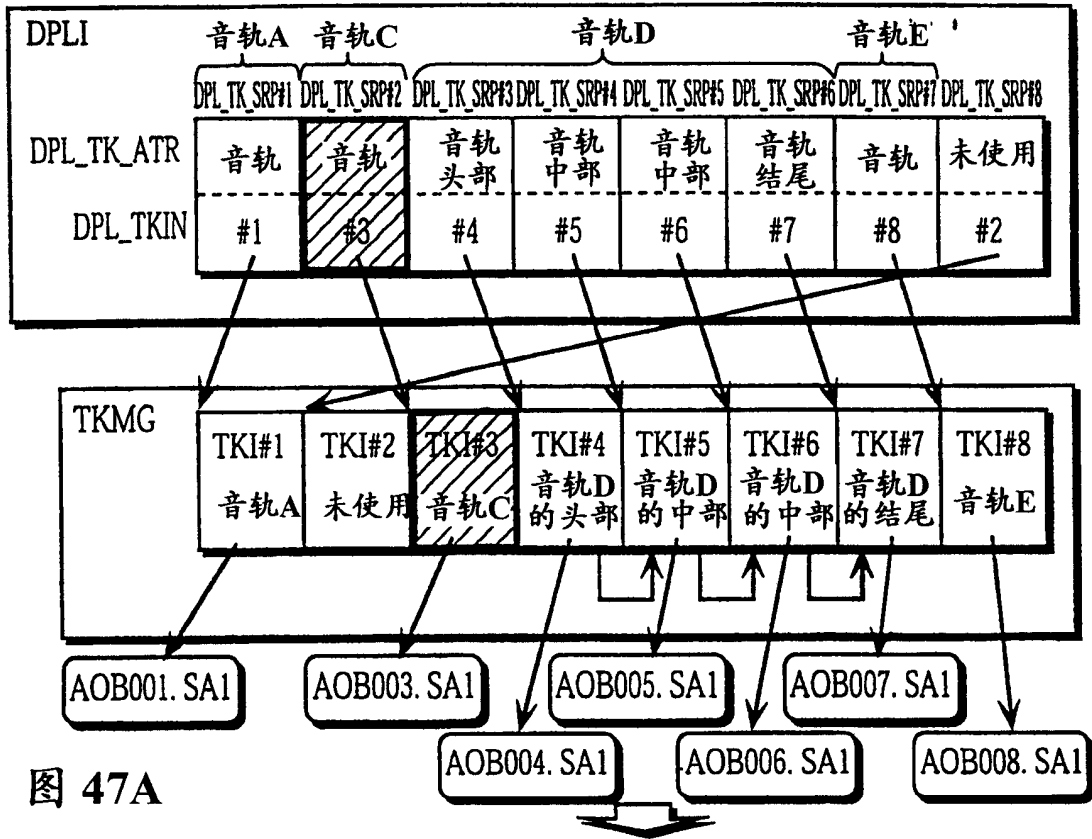 DPLI
音轨A 音轨C 音轨D 音轨E
DPL_TK_SRP#1 DPL_TK_SRP#2 DPL_TK_SRP#3 DPL_TK_SRP#4 DPL_TK_SRP#5 DPL_TK_SRP#6 DPL_TK_SRP#7 DPL_TK_SRP#8
DPL_TK_ATR 音轨 音轨 音轨头部 音轨中部 音轨中部 音轨结尾 音轨 未使用
DPL_TKIN #1 #3 #4 #5 #6 #7 #8 #2
TKMG
TKI#1 TKI#2 TKI#3 TKI#4 TKI#5 TKI#6 TKI#7 TKI#8
音轨A 未使用 音轨C 音轨D的头部 音轨D的中部 音轨D的中部 音轨D的结尾 音轨E
AOB001. SA1 AOB003. SA1 AOB005. SA1 AOB007. SA1
AOB004. SA1 AOB006. SA1 AOB008. SA1
图 47A